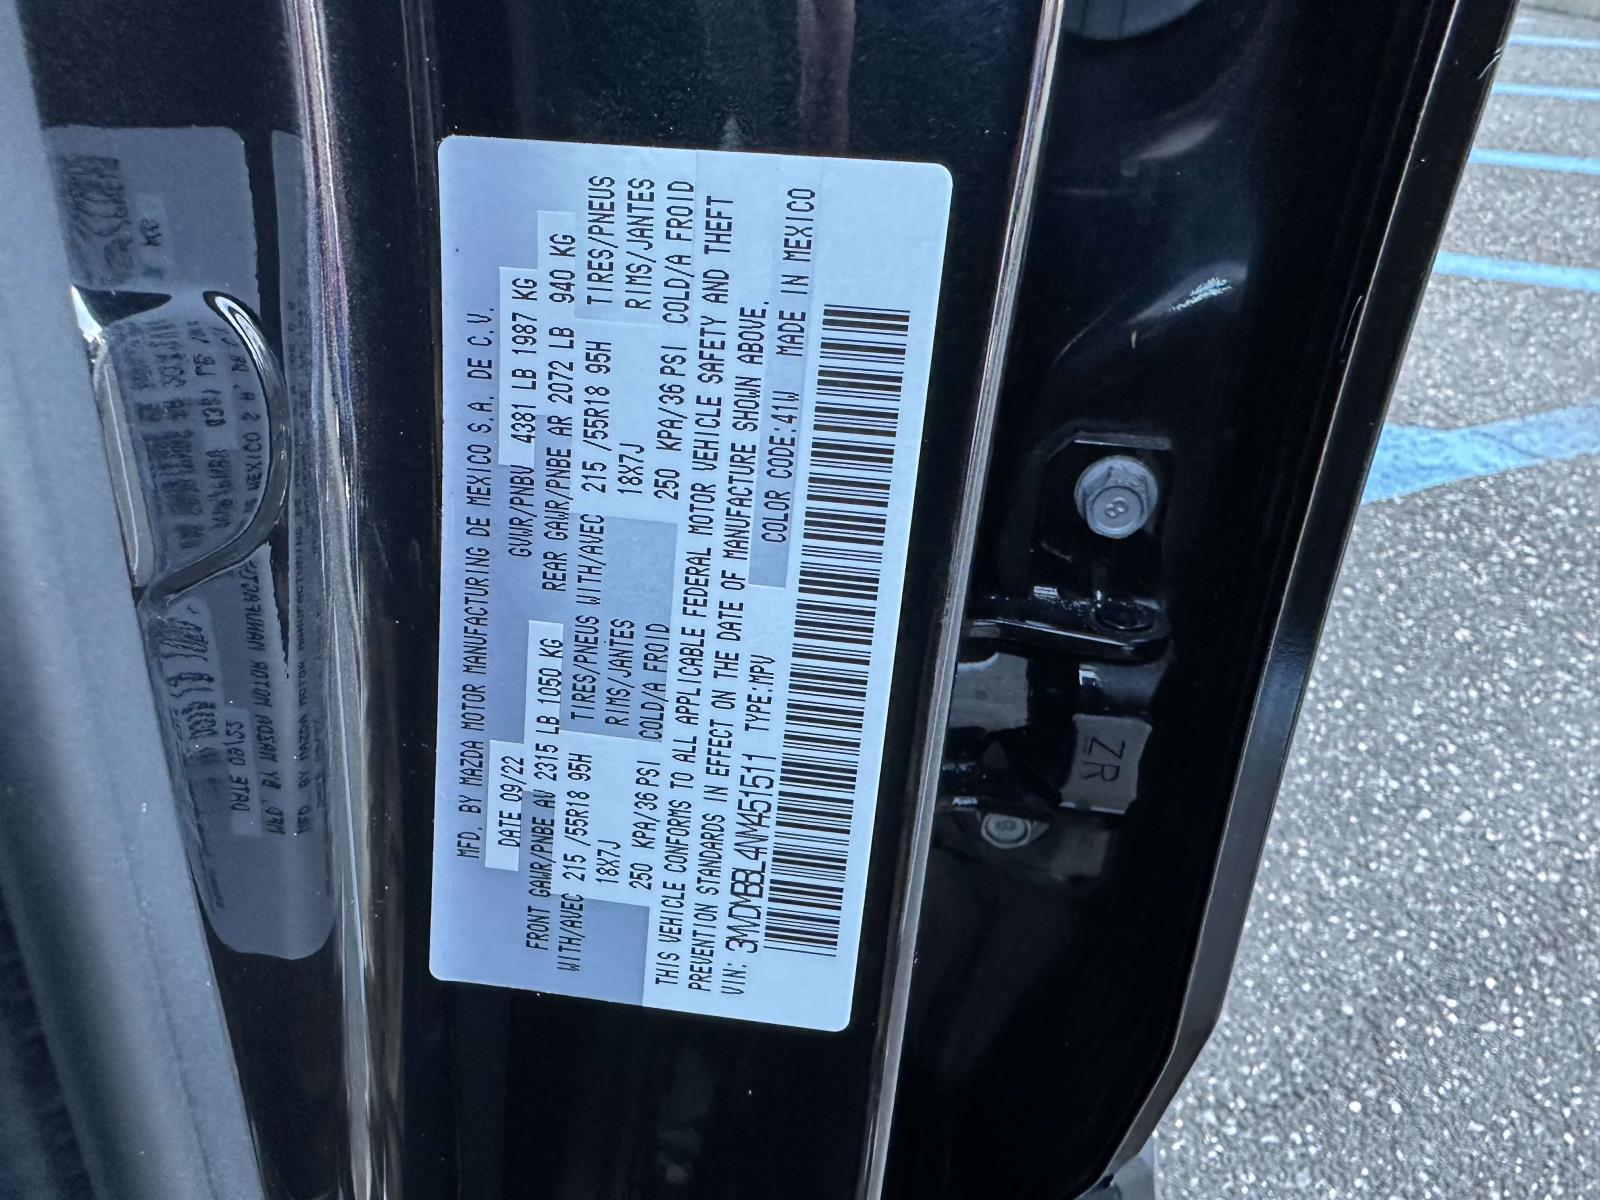 MFD. BY MAZDA MOTOR MANUFACTURING DE MEXICO S.A. DE C.V.
DATE 09/22 GVWR/PNBV 4381 LB 1987 KG
FRONT GAWR/PNBE AV 2315 LB 1050 KG REAR GAWR/PNBE AR 2072 LB 940 KG
WITH/AVEC 215 /55R18 95H TIRES/PNEUS WITH/AVEC 215 /55R18 95H TIRES/PNEUS
18X7J RIMS/JANTES 18X7J RIMS/JANTES
250 KPA/36 PSI COLD/A FROID 250 KPA/36 PSI COLD/A FROID
THIS VEHICLE CONFORMS TO ALL APPLICABLE FEDERAL MOTOR VEHICLE SAFETY AND THEFT
PREVENTION STANDARDS IN EFFECT ON THE DATE OF MANUFACTURE SHOWN ABOVE.
VIN: 3MVDMBBL4NM451511 TYPE:MPV COLOR CODE:41W MADE IN MEXICO
8
ZR